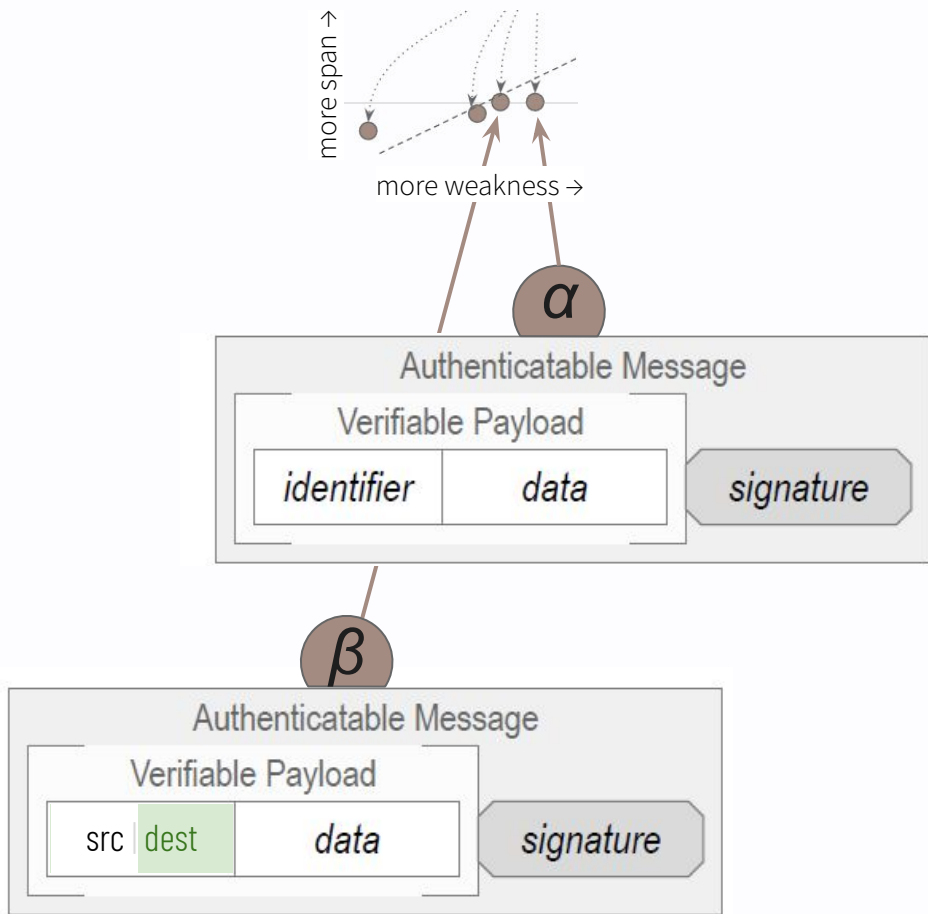 more span →
more weakness →
α
Authenticatable Message
Verifiable Payload
identifier data signature
β
Authenticatable Message
Verifiable Payload
src dest data signature